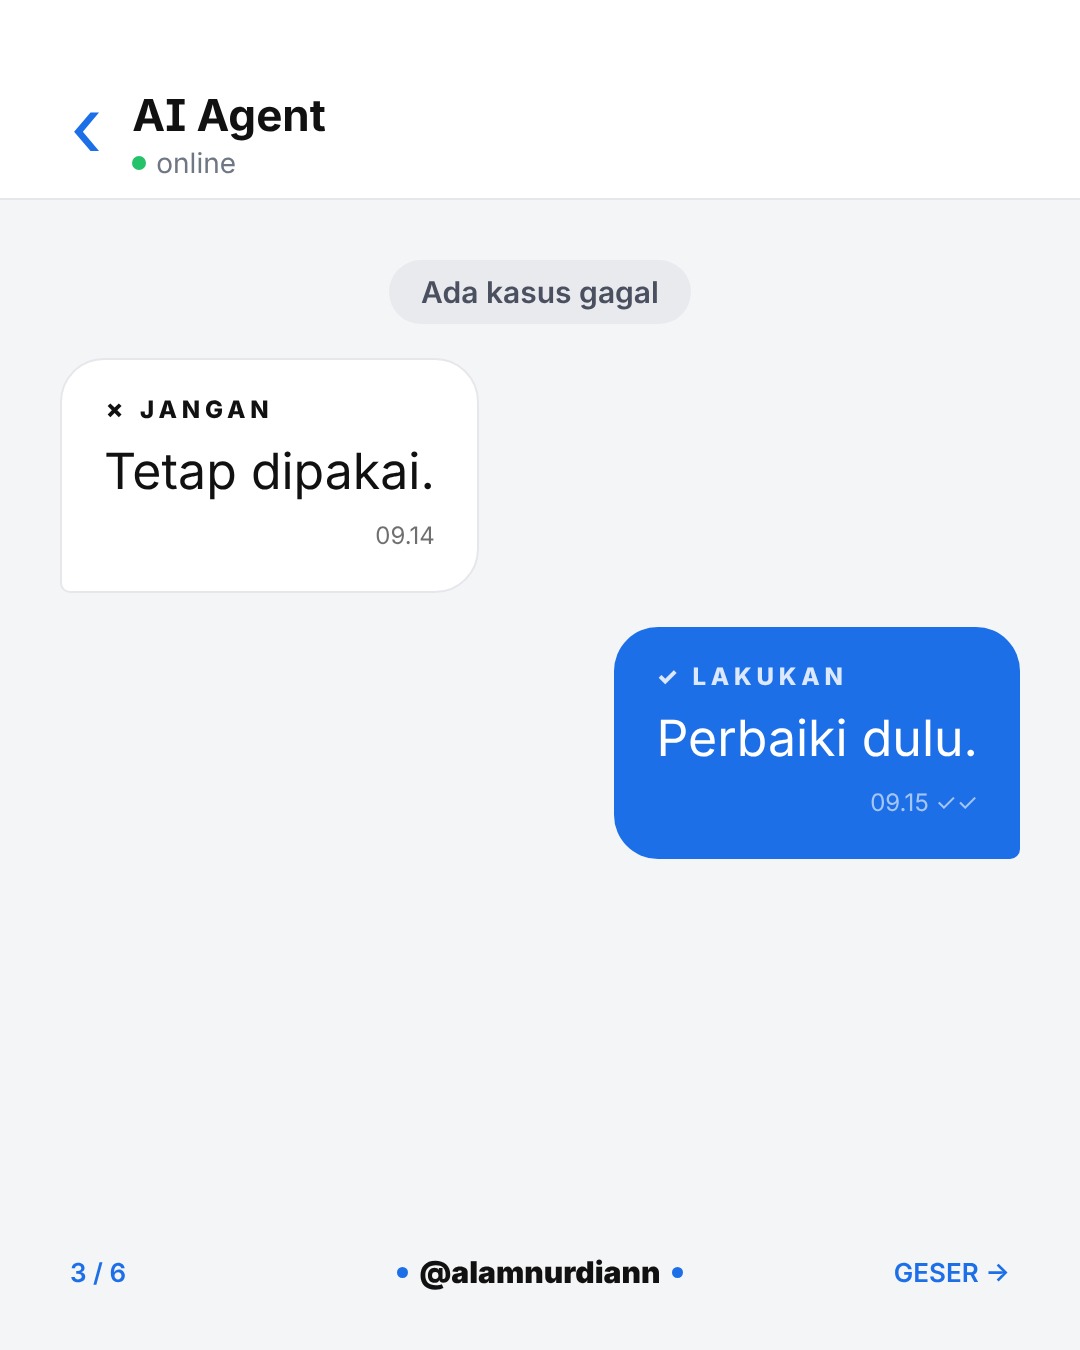 AI Agent
online
Ada kasus gagal
× JANGAN
Tetap dipakai.
09.14
✓ LAKUKAN
Perbaiki dulu.
09.15 ✓✓
3 / 6
• @alamnurdiann •
GESER →